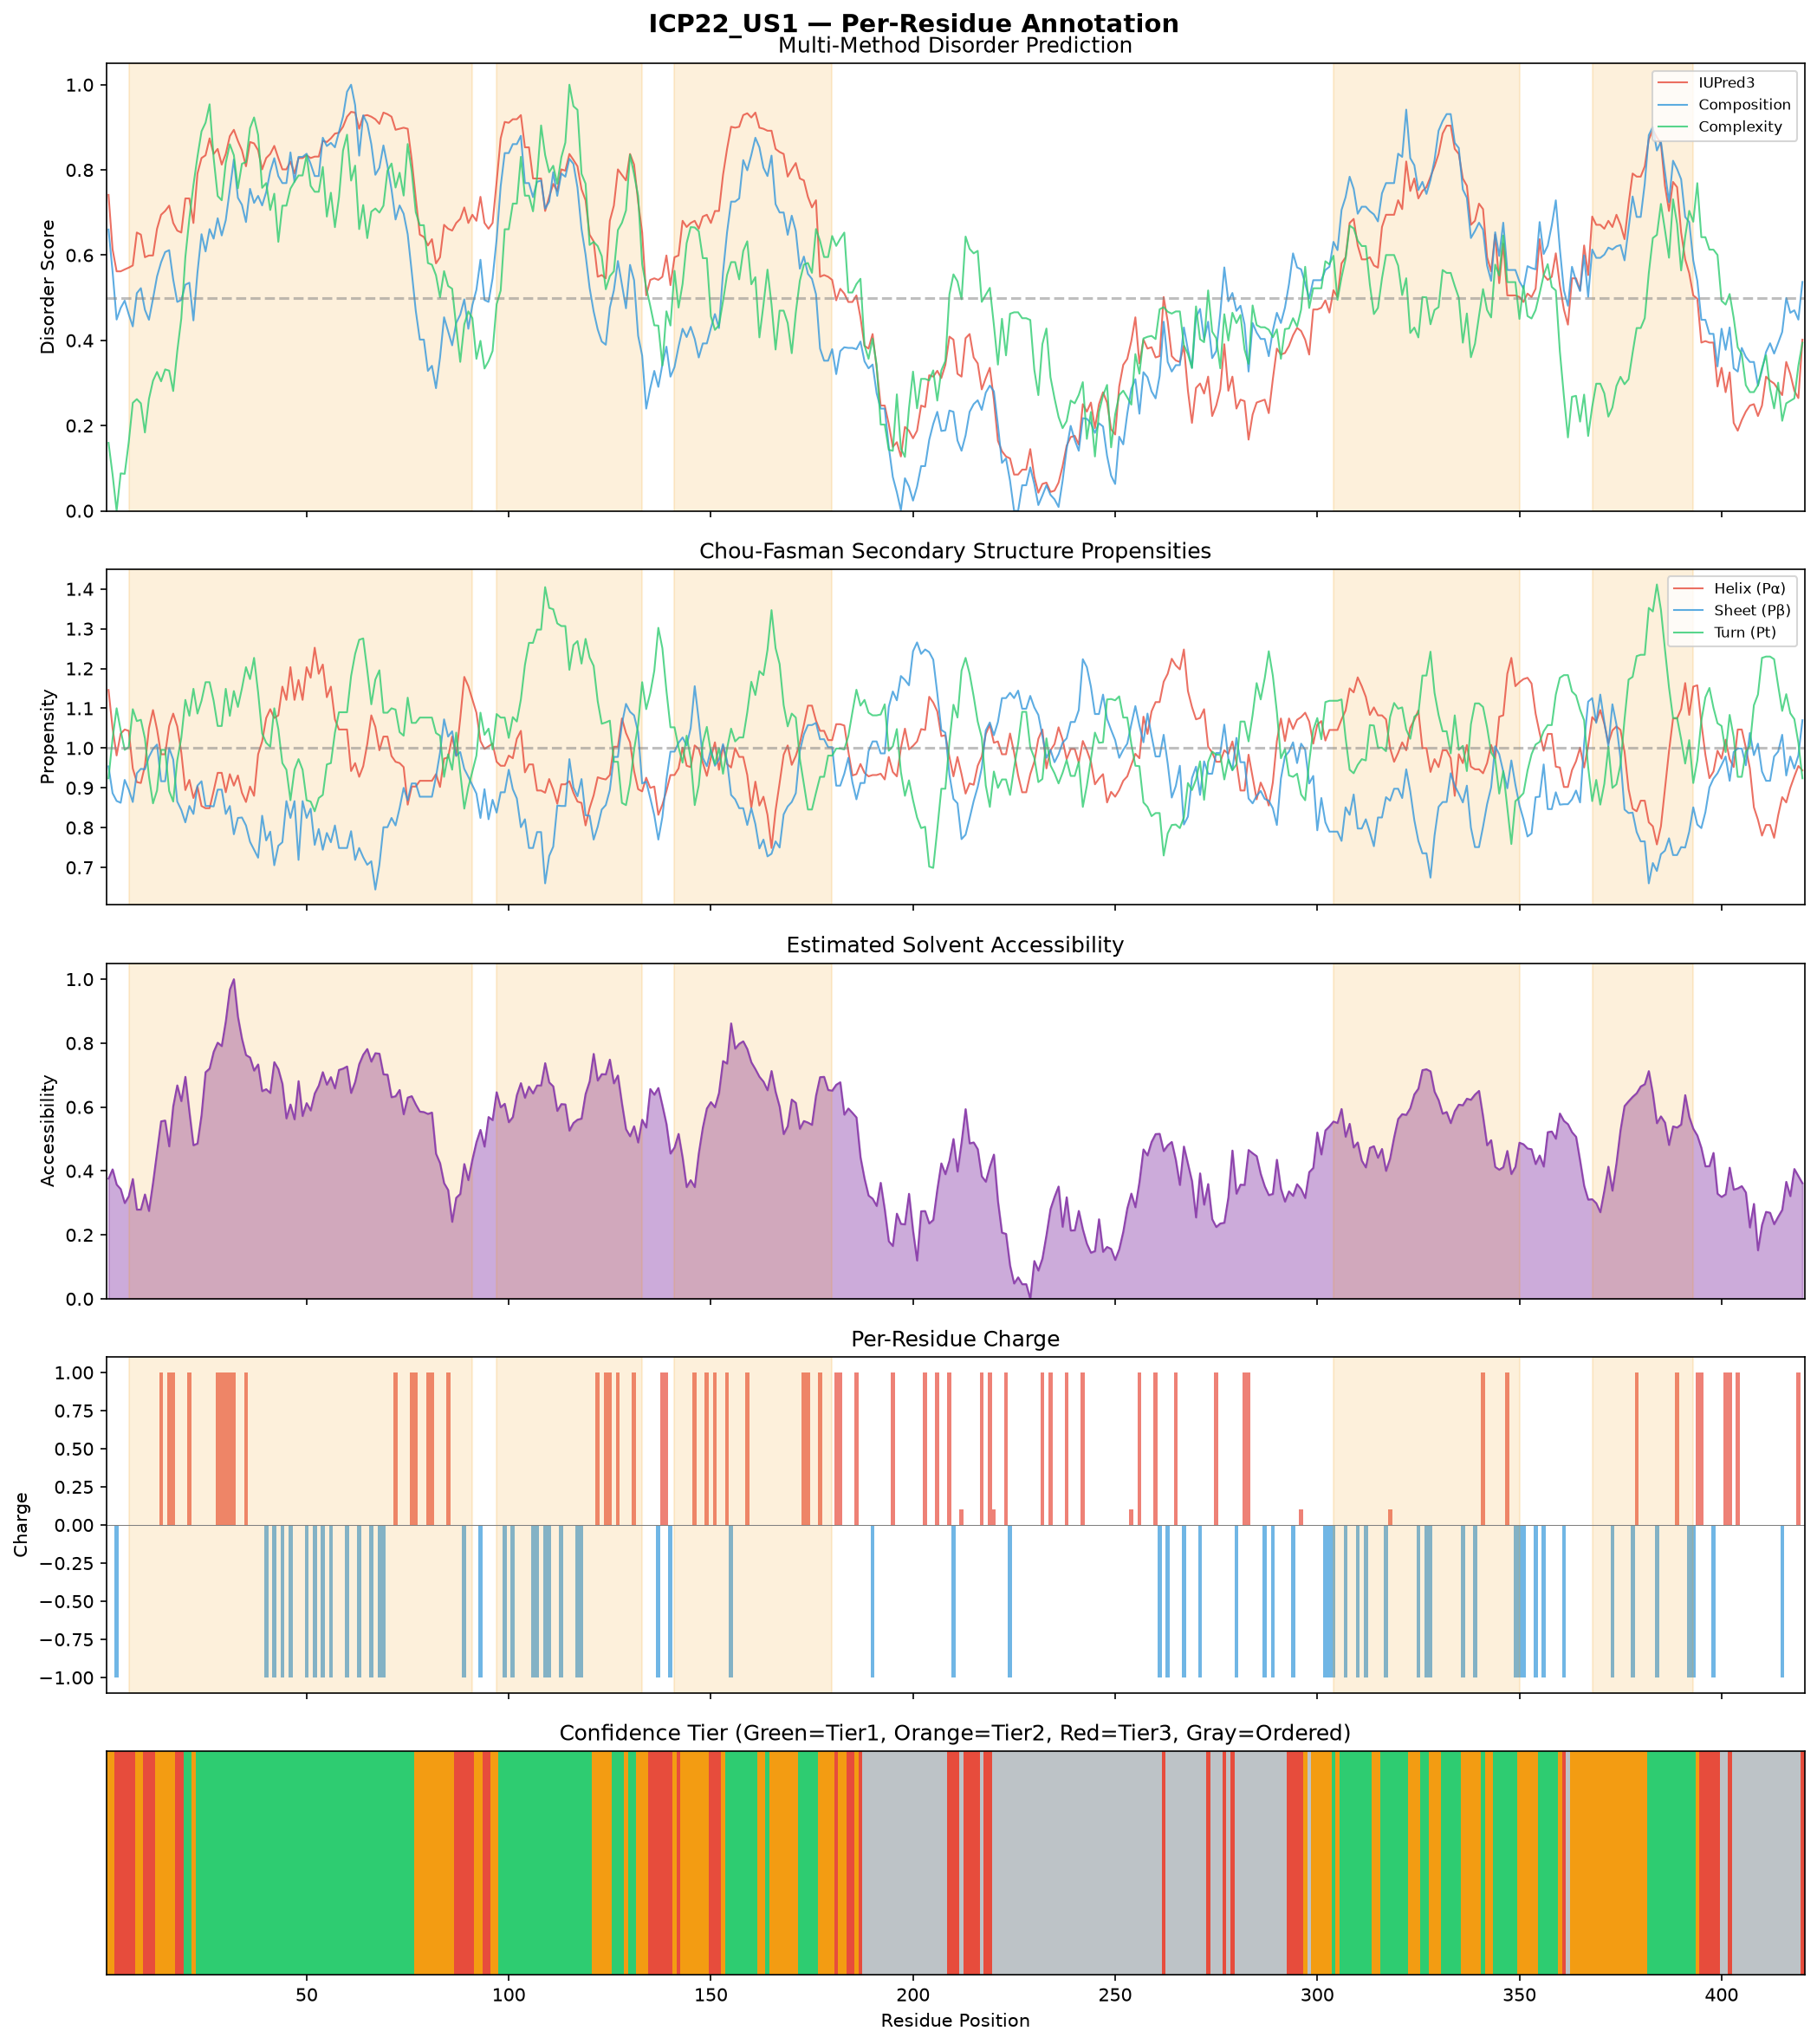 ICP22_US1 — Per-Residue Annotation
Multi-Method Disorder Prediction
1.0
0.8
0.6
0.4
0.2
0.0
Disorder Score
IUPred3
Composition
Complexity
Chou-Fasman Secondary Structure Propensities
1.4
1.3
1.2
1.1
1.0
0.9
0.8
0.7
Propensity
Helix (Pα)
Sheet (Pβ)
Turn (Pt)
Estimated Solvent Accessibility
1.0
0.8
0.6
0.4
0.2
0.0
Accessibility
Per-Residue Charge
1.00
0.75
0.50
0.25
0.00
−0.25
−0.50
−0.75
−1.00
Charge
Confidence Tier (Green=Tier1, Orange=Tier2, Red=Tier3, Gray=Ordered)
50 100 150 200 250 300 350 400
Residue Position